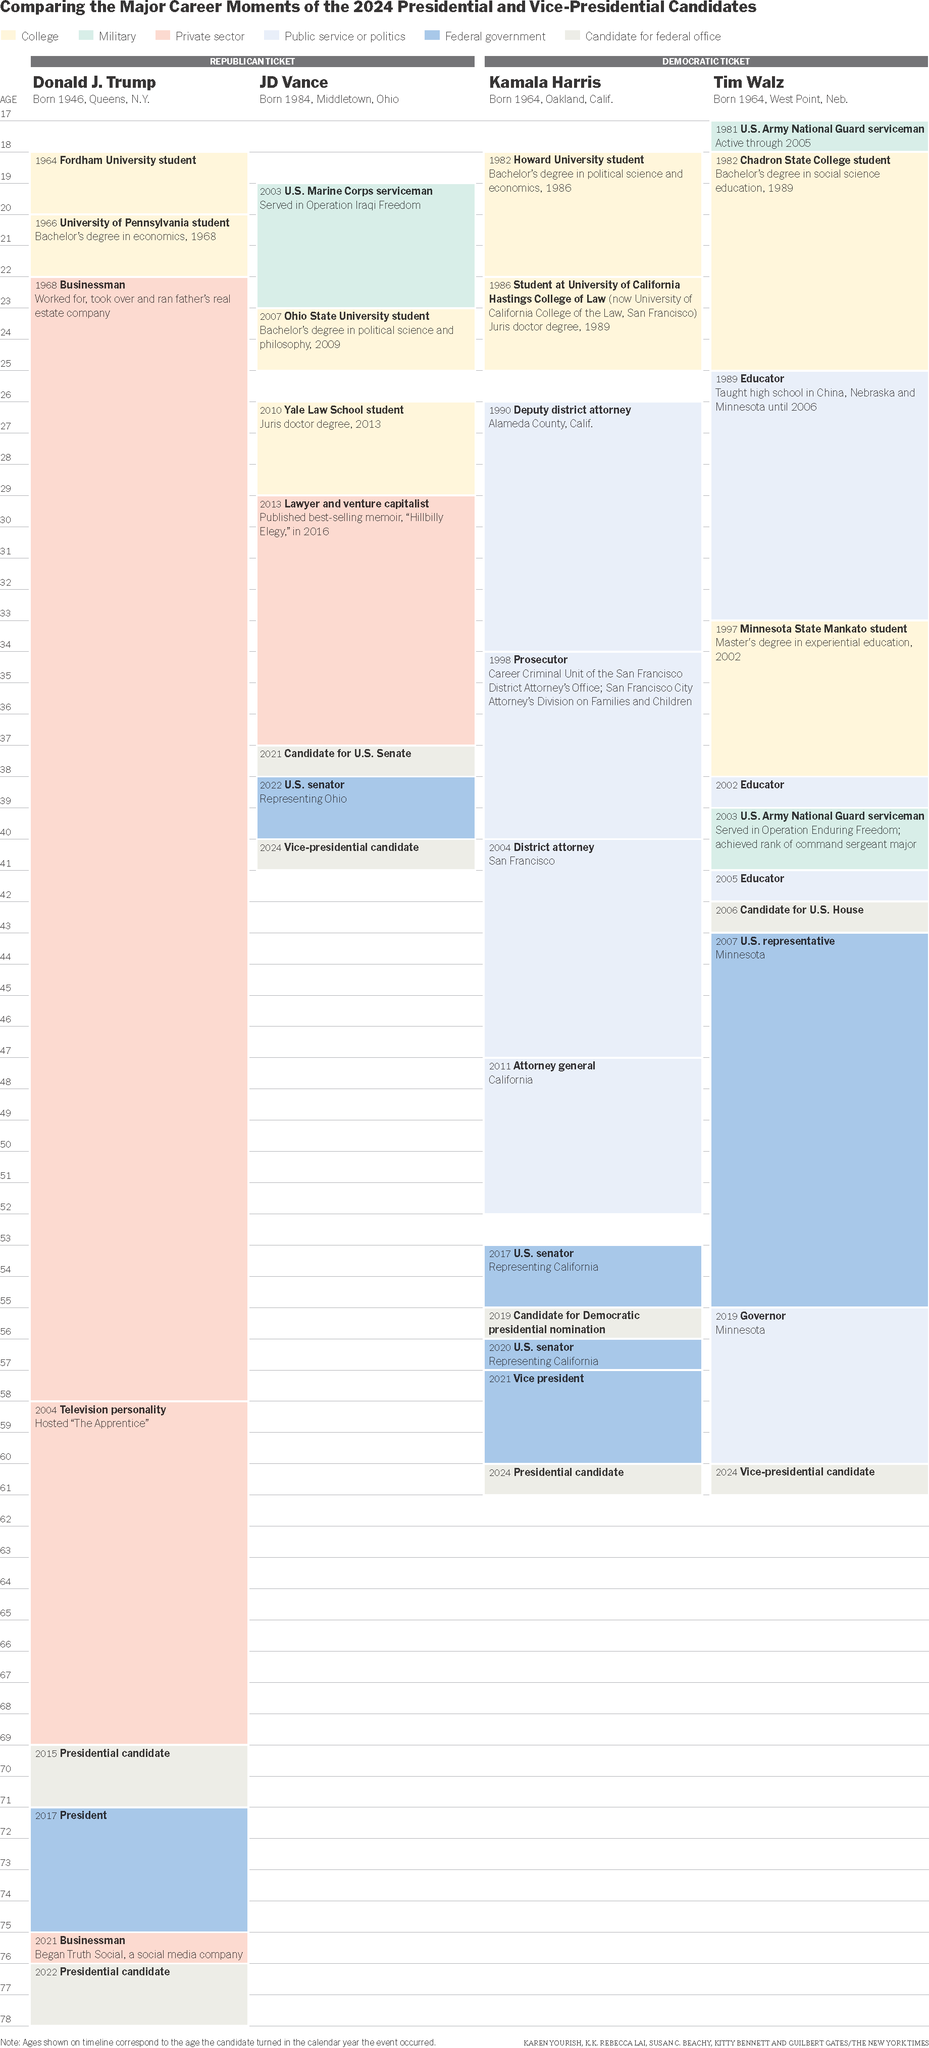 Comparing the Major Career Moments of the 2024 Presidential and Vice-Presidential Candidates
College
Military
Private sector
Public service or politics
Federal government
Candidate for federal office
REPUBLICAN TICKET
DEMOCRATIC TICKET
Donald J. Trump
Born 1946, Queens, N.Y.
JD Vance
Born 1984, Middletown, Ohio
Kamala Harris
Born 1964, Oakland, Calif.
Tim Walz
Born 1964, West Point, Neb.
AGE
17
18
19
20
21
22
23
24
25
26
27
28
29
30
31
32
33
34
35
36
37
38
39
40
41
42
43
44
45
46
47
48
49
50
51
52
53
54
55
56
57
58
59
60
61
62
63
64
65
66
67
68
69
70
71
72
73
74
75
76
77
78
1964 Fordham University student
1966 University of Pennsylvania student
Bachelor's degree in economics, 1968
1968 Businessman
Worked for, took over and ran father's real
estate company
2004 Television personality
Hosted “The Apprentice”
2015 Presidential candidate
2017 President
2021 Businessman
Began Truth Social, a social media company
2022 Presidential candidate
2003 U.S. Marine Corps serviceman
Served in Operation Iraqi Freedom
2007 Ohio State University student
Bachelor's degree in political science and
philosophy, 2009
2010 Yale Law School student
Juris doctor degree, 2013
2013 Lawyer and venture capitalist
Published best-selling memoir, “Hillbilly
Elegy,” in 2016
2021 Candidate for U.S. Senate
2022 U.S. senator
Representing Ohio
2024 Vice-presidential candidate
1982 Howard University student
Bachelor's degree in political science and
economics, 1986
1986 Student at University of California
Hastings College of Law (now University of
California College of the Law, San Francisco)
Juris doctor degree, 1989
1990 Deputy district attorney
Alameda County, Calif.
1998 Prosecutor
Career Criminal Unit of the San Francisco
District Attorney's Office; San Francisco City
Attorney's Division on Families and Children
2004 District attorney
San Francisco
2011 Attorney general
California
2017 U.S. senator
Representing California
2019 Candidate for Democratic
presidential nomination
2020 U.S. senator
Representing California
2021 Vice president
2024 Presidential candidate
1981 U.S. Army National Guard serviceman
Active through 2005
1982 Chadron State College student
Bachelor's degree in social science
education, 1989
1989 Educator
Taught high school in China, Nebraska and
Minnesota until 2006
1997 Minnesota State Mankato student
Master's degree in experiential education,
2002
2002 Educator
2003 U.S. Army National Guard serviceman
Served in Operation Enduring Freedom;
achieved rank of command sergeant major
2005 Educator
2006 Candidate for U.S. House
2007 U.S. representative
Minnesota
2019 Governor
Minnesota
2024 Vice-presidential candidate
Note: Ages shown on timeline correspond to the age the candidate turned in the calendar year the event occurred.
KAREN YOURISH, K.K. REBECCA LAI, SUSAN C. BEACHY, KITTY BENNETT AND GUILBERT GATES/THE NEW YORK TIMES